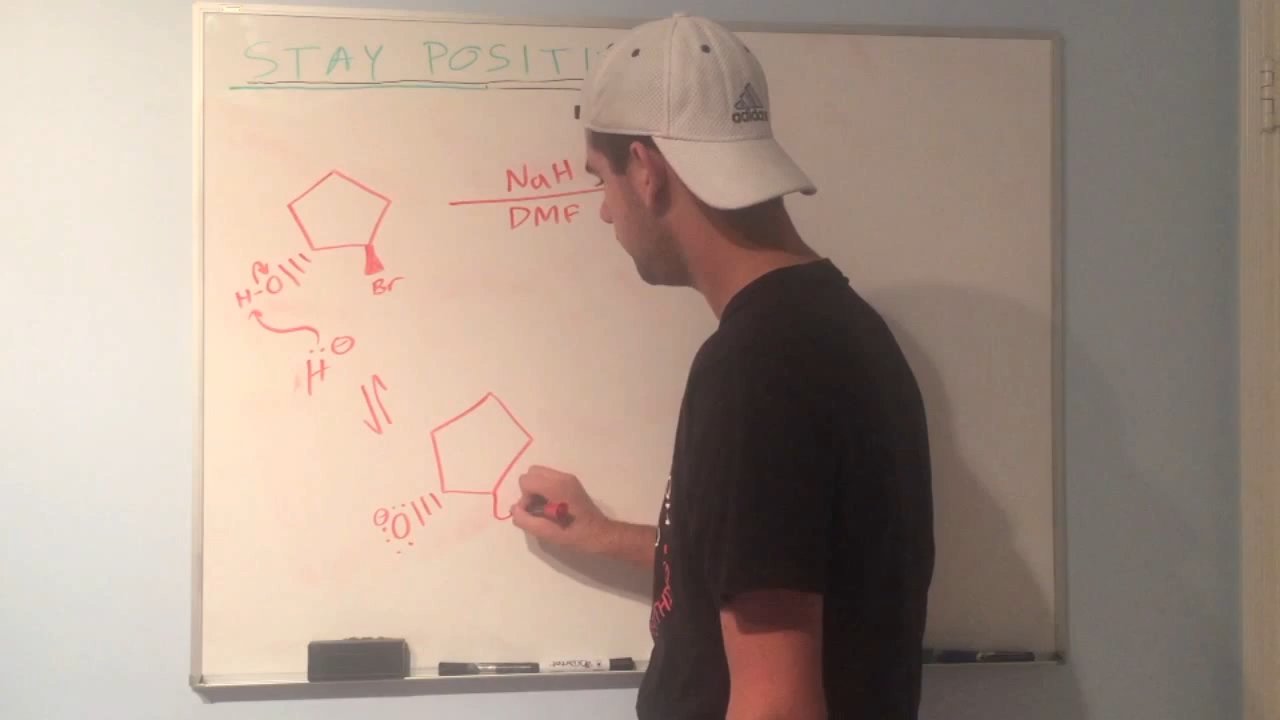 STAY POSITI
adidas
NaH
DMF
H-O
Br
H
⊖
⊖
O